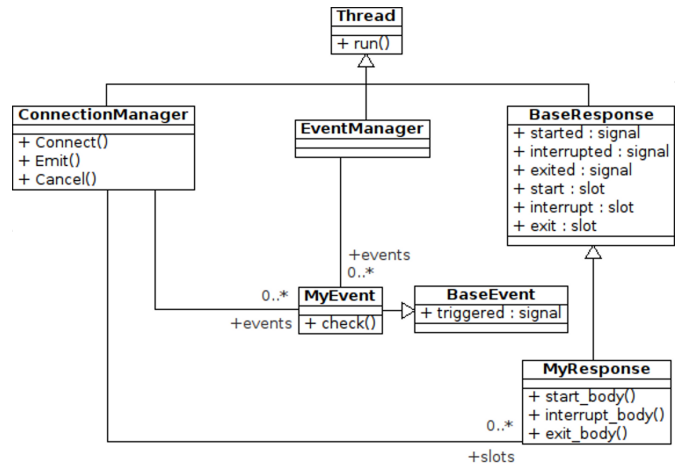 Thread
+ run()
ConnectionManager
+ Connect()
+ Emit()
+ Cancel()
EventManager
BaseResponse
+ started : signal
+ interrupted : signal
+ exited : signal
+ start : slot
+ interrupt : slot
+ exit : slot
+events
0..*
0..*
+events
MyEvent
+ check()
BaseEvent
+ triggered : signal
MyResponse
+ start_body()
+ interrupt_body()
+ exit_body()
0..*
+slots